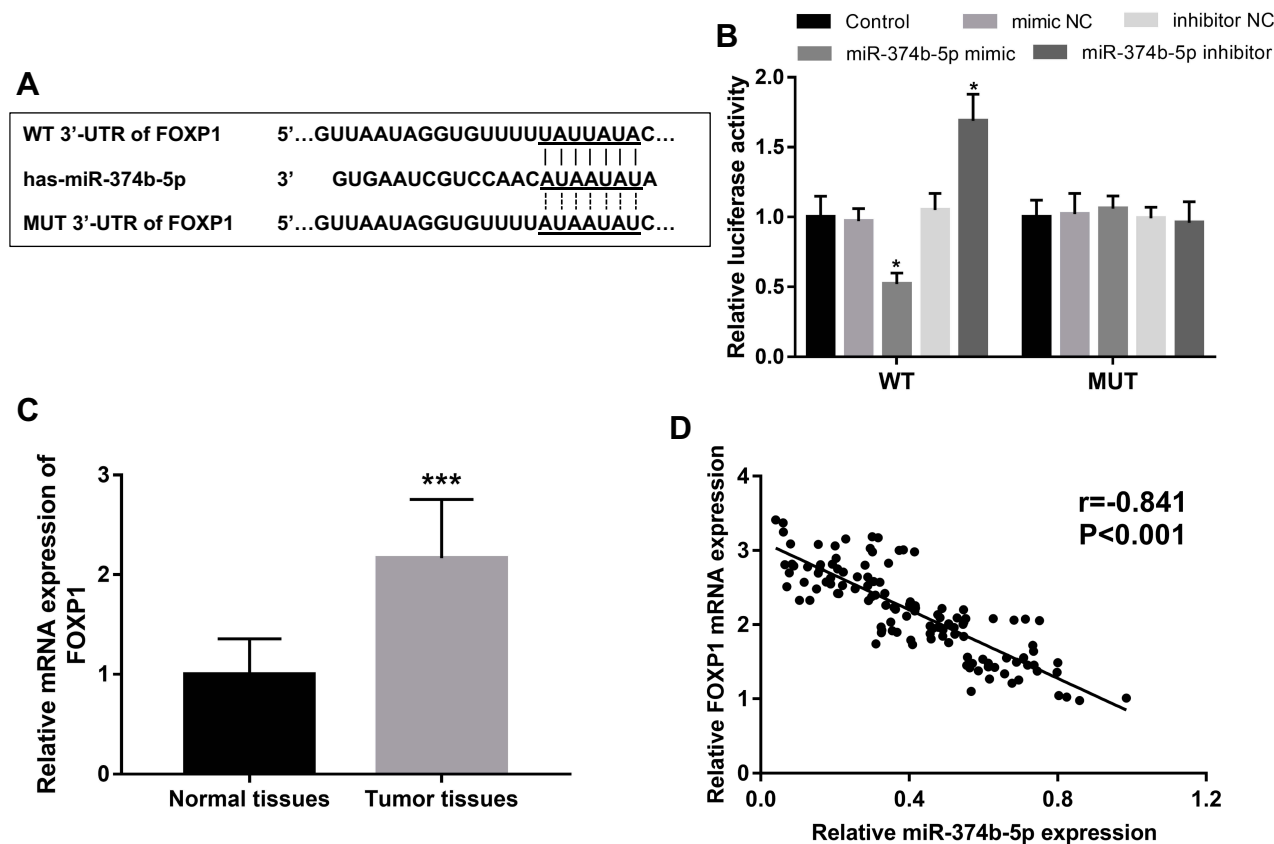 A
WT 3’-UTR of FOXP1 5’…GUUAAUAGGUGUUUUUAUUAUAC…
has-miR-374b-5p 3’ GUGAAUCGUCCAACAUAAUAUA
MUT 3’-UTR of FOXP1 5’…GUUAAUAGGUGUUUUAUAAUAUC…
B
Control mimic NC inhibitor NC
miR-374b-5p mimic miR-374b-5p inhibitor
Relative luciferase activity
2.0
1.5
1.0
0.5
0.0
*
*
WT MUT
C
Relative mRNA expression of
FOXP1
3
2
1
0
***
Normal tissues Tumor tissues
D
Relative FOXP1 mRNA expression
4
3
2
1
0
r=-0.841
P<0.001
0.0 0.4 0.8 1.2
Relative miR-374b-5p expression